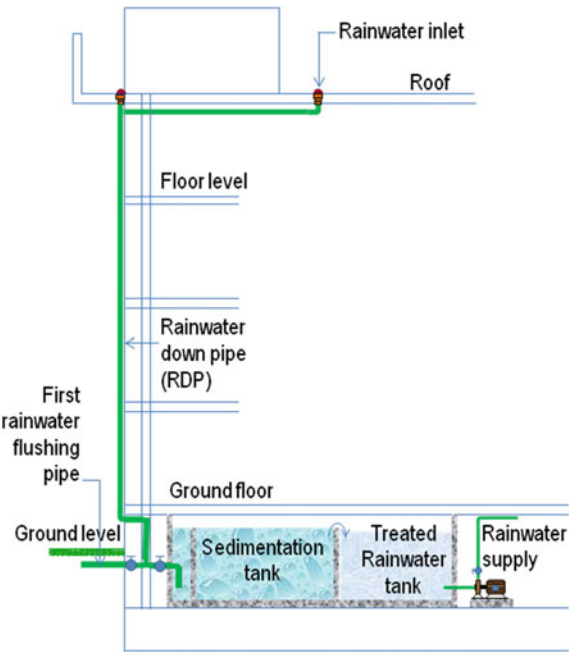 Rainwater inlet
Roof
Floor level
Rainwater
down pipe
(RDP)
First
rainwater
flushing
pipe
Ground floor
Ground level
Sedimentation
tank
Treated
Rainwater
tank
Rainwater
supply